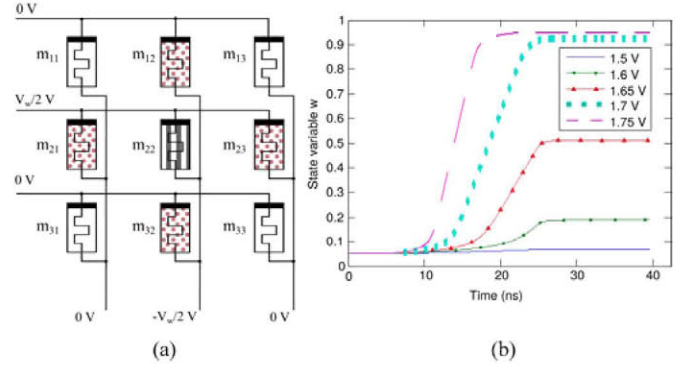 0 V
m11
m12
m13
Vw/2 V
m21
m22
m23
0 V
m31
m32
m33
0 V
-Vw/2 V
0 V
(a)
State variable w
1
0.9
0.8
0.7
0.6
0.5
0.4
0.3
0.2
0.1
0
0
10
20
30
40
Time (ns)
1.5 V
1.6 V
1.65 V
1.7 V
1.75 V
(b)